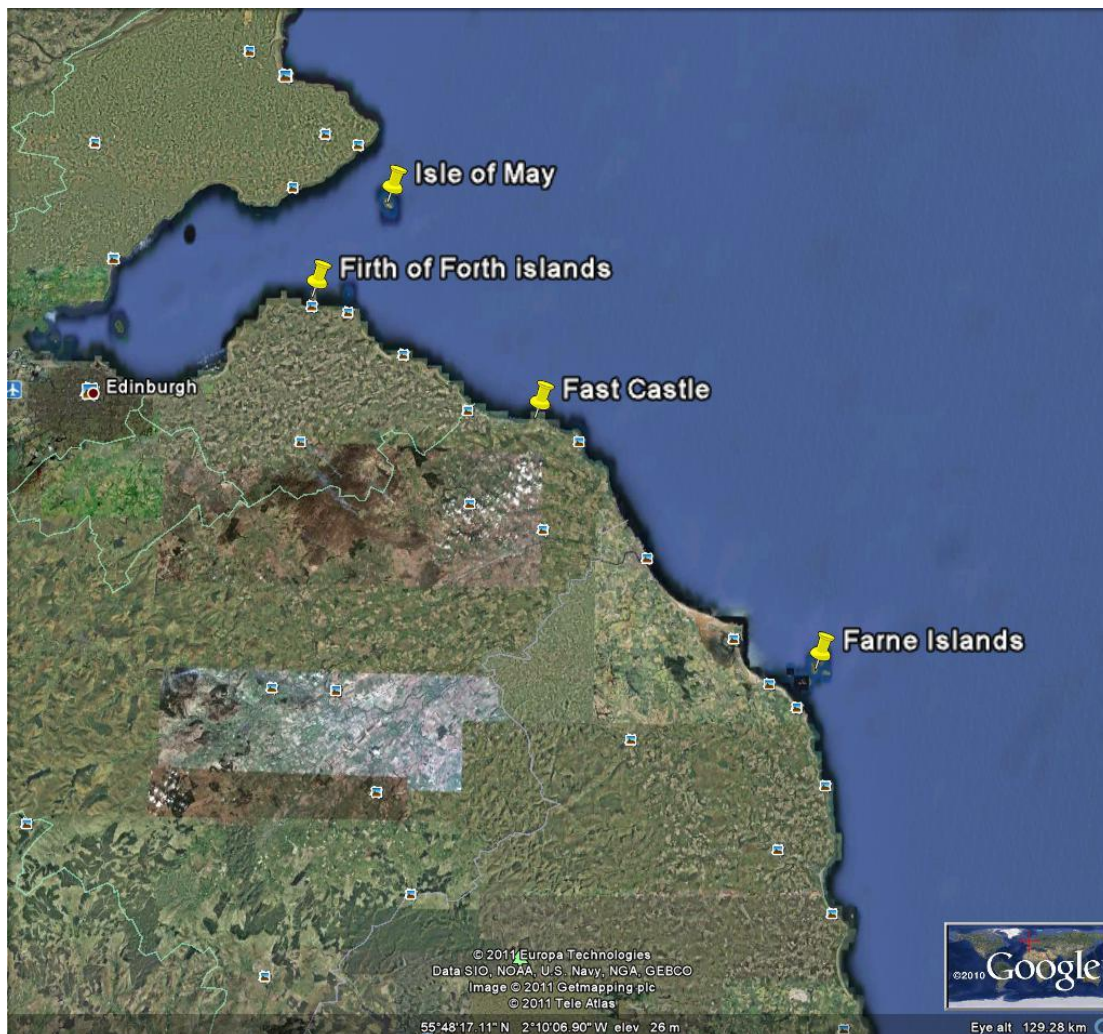 Isle of May
Firth of Forth islands
Edinburgh
Fast Castle
Farne Islands
© 2011 Europa Technologies
Data SIO, NOAA, U.S. Navy, NGA, GEBCO
Image © 2011 Getmapping plc
© 2011 Tele Atlas
©2010 Google
55°48'17.11" N 2°10'06.90" W elev 26 m
Eye alt 129.28 km